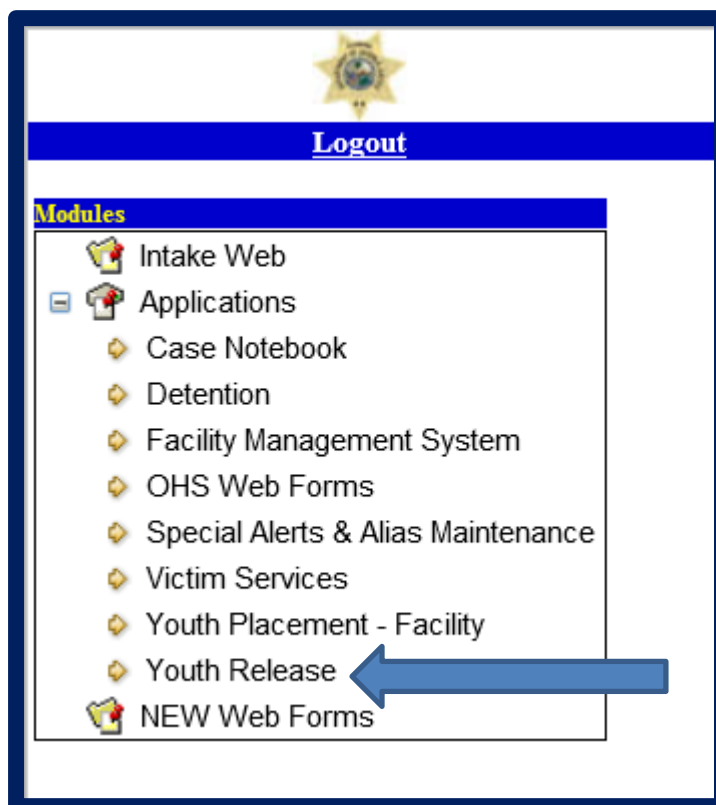 Logout
Modules
Intake Web
Applications
Case Notebook
Detention
Facility Management System
OHS Web Forms
Special Alerts & Alias Maintenance
Victim Services
Youth Placement - Facility
Youth Release
NEW Web Forms